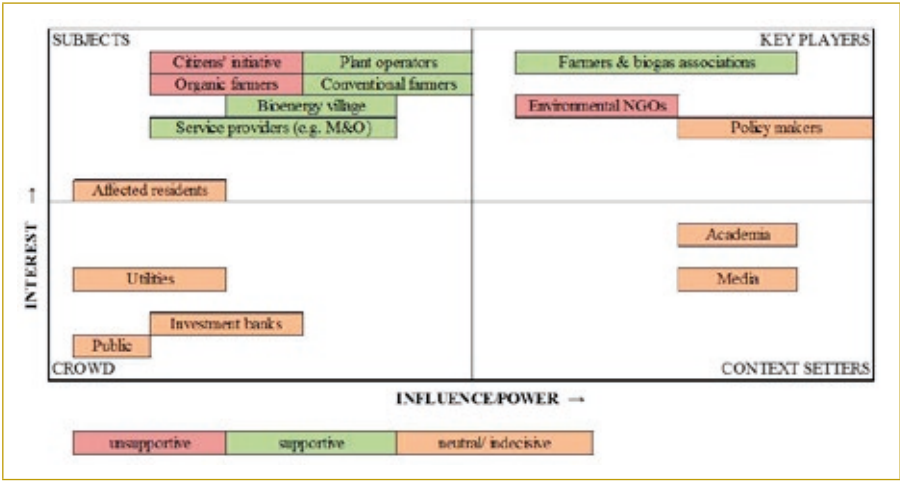 SUBJECTS
KEY PLAYERS
Citizens' initiative
Plant operators
Farmers & biogas associations
Organic farmers
Conventional farmers
Bioenergy village
Environmental NGOs
Service providers (e.g. M&O)
Policy makers
Affected residents
Academia
Utilities
Media
Investment banks
Public
CROWD
CONTEXT SETTERS
INTEREST →
INFLUENCE/POWER →
unsupportive
supportive
neutral/ indecisive